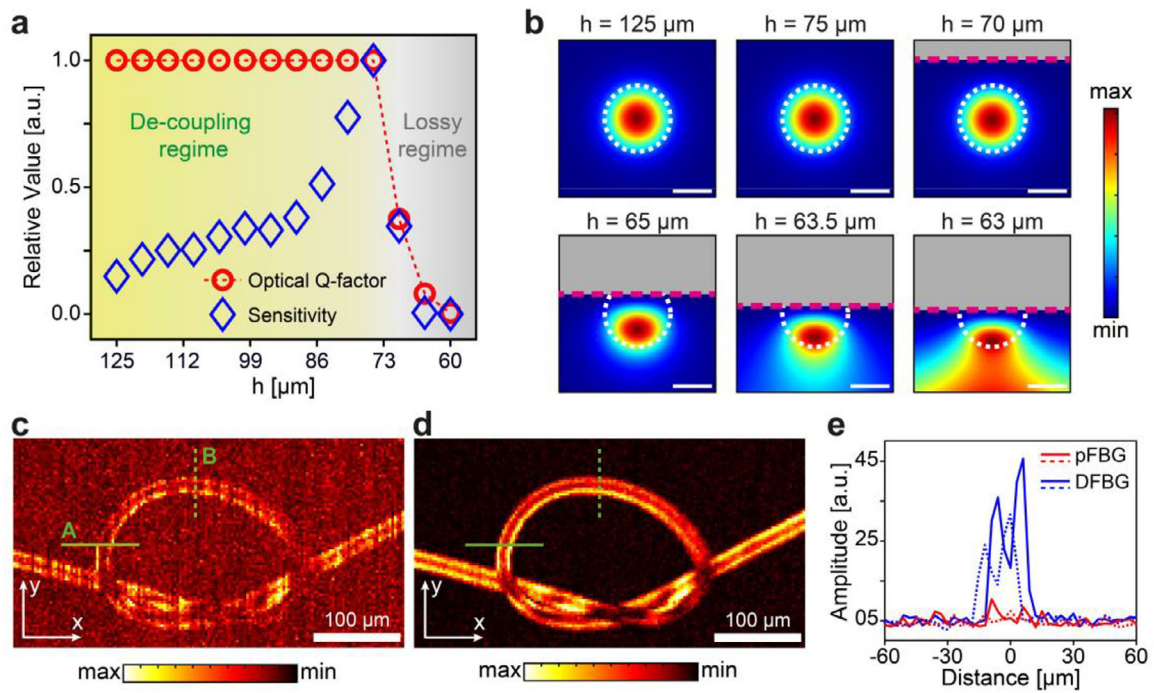 a
1.0
0.5
0.0
Relative Value [a.u.]
De-coupling
regime
Lossy
regime
Optical Q-factor
Sensitivity
125 112 99 86 73 60
h [µm]
b
h = 125 µm
h = 75 µm
h = 70 µm
h = 65 µm
h = 63.5 µm
h = 63 µm
max
min
c
A
B
y
x
100 µm
max
min
d
y
x
100 µm
max
min
e
pFBG
DFBG
45
25
05
Amplitude [a.u.]
-60 -30 0 30 60
Distance [µm]